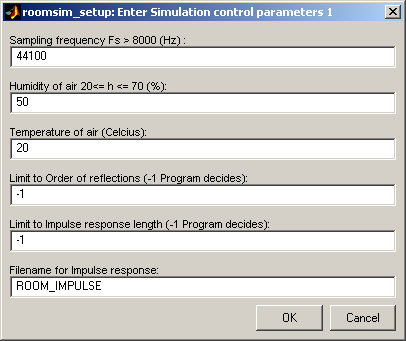 roomsim_setup: Enter Simulation control parameters 1
Sampling frequency Fs > 8000 (Hz) :
44100
Humidity of air 20<= h <= 70 (%):
50
Temperature of air (Celcius):
20
Limit to Order of reflections (-1 Program decides):
-1
Limit to Impulse response length (-1 Program decides):
-1
Filename for Impulse response:
ROOM_IMPULSE
OK Cancel